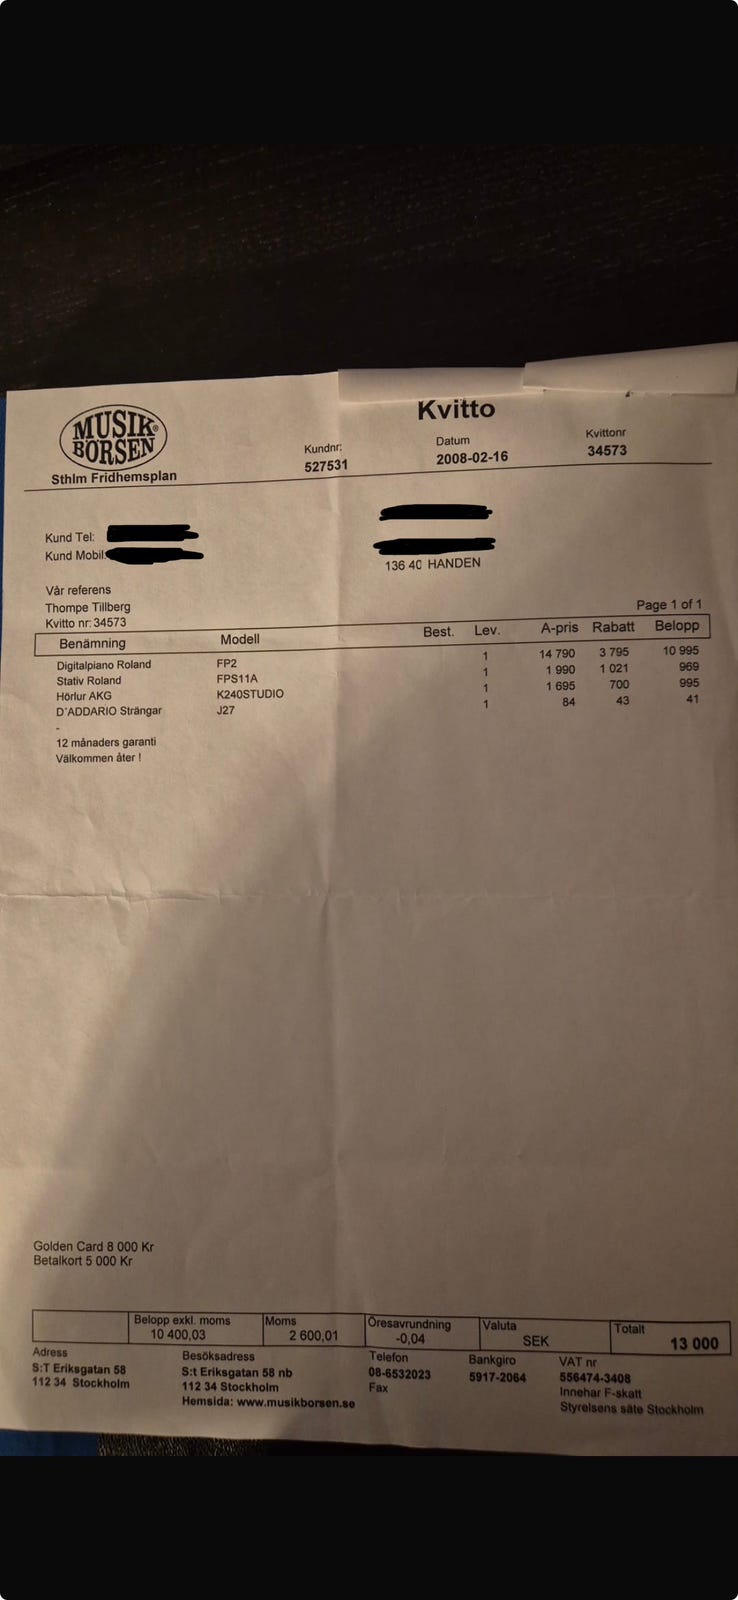 MUSIK BÖRSEN®
Sthlm Fridhemsplan
Kvitto
Kundnr:
527531
Datum
2008-02-16
Kvittonr
34573
Kund Tel:
Kund Mobil:
136 40 HANDEN
Vår referens
Thompe Tillberg
Kvitto nr: 34573
Page 1 of 1
Benämning Modell Best. Lev. A-pris Rabatt Belopp
Digitalpiano Roland FP2 1 14 790 3 795 10 995
Stativ Roland FPS11A 1 1 990 1 021 969
Hörlur AKG K240STUDIO 1 1 695 700 995
D'ADDARIO Strängar J27 1 84 43 41
-
12 månaders garanti
Välkommen åter !
Golden Card 8 000 Kr
Betalkort 5 000 Kr
Belopp exkl. moms Moms Öresavrundning Valuta Totalt
10 400,03 2 600,01 -0,04 SEK 13 000
Adress Besöksadress Telefon Bankgiro VAT nr
S:T Eriksgatan 58 S:t Eriksgatan 58 nb 08-6532023 5917-2064 556474-3408
112 34 Stockholm 112 34 Stockholm Fax Innehar F-skatt
Hemsida: www.musikborsen.se Styrelsens säte Stockholm